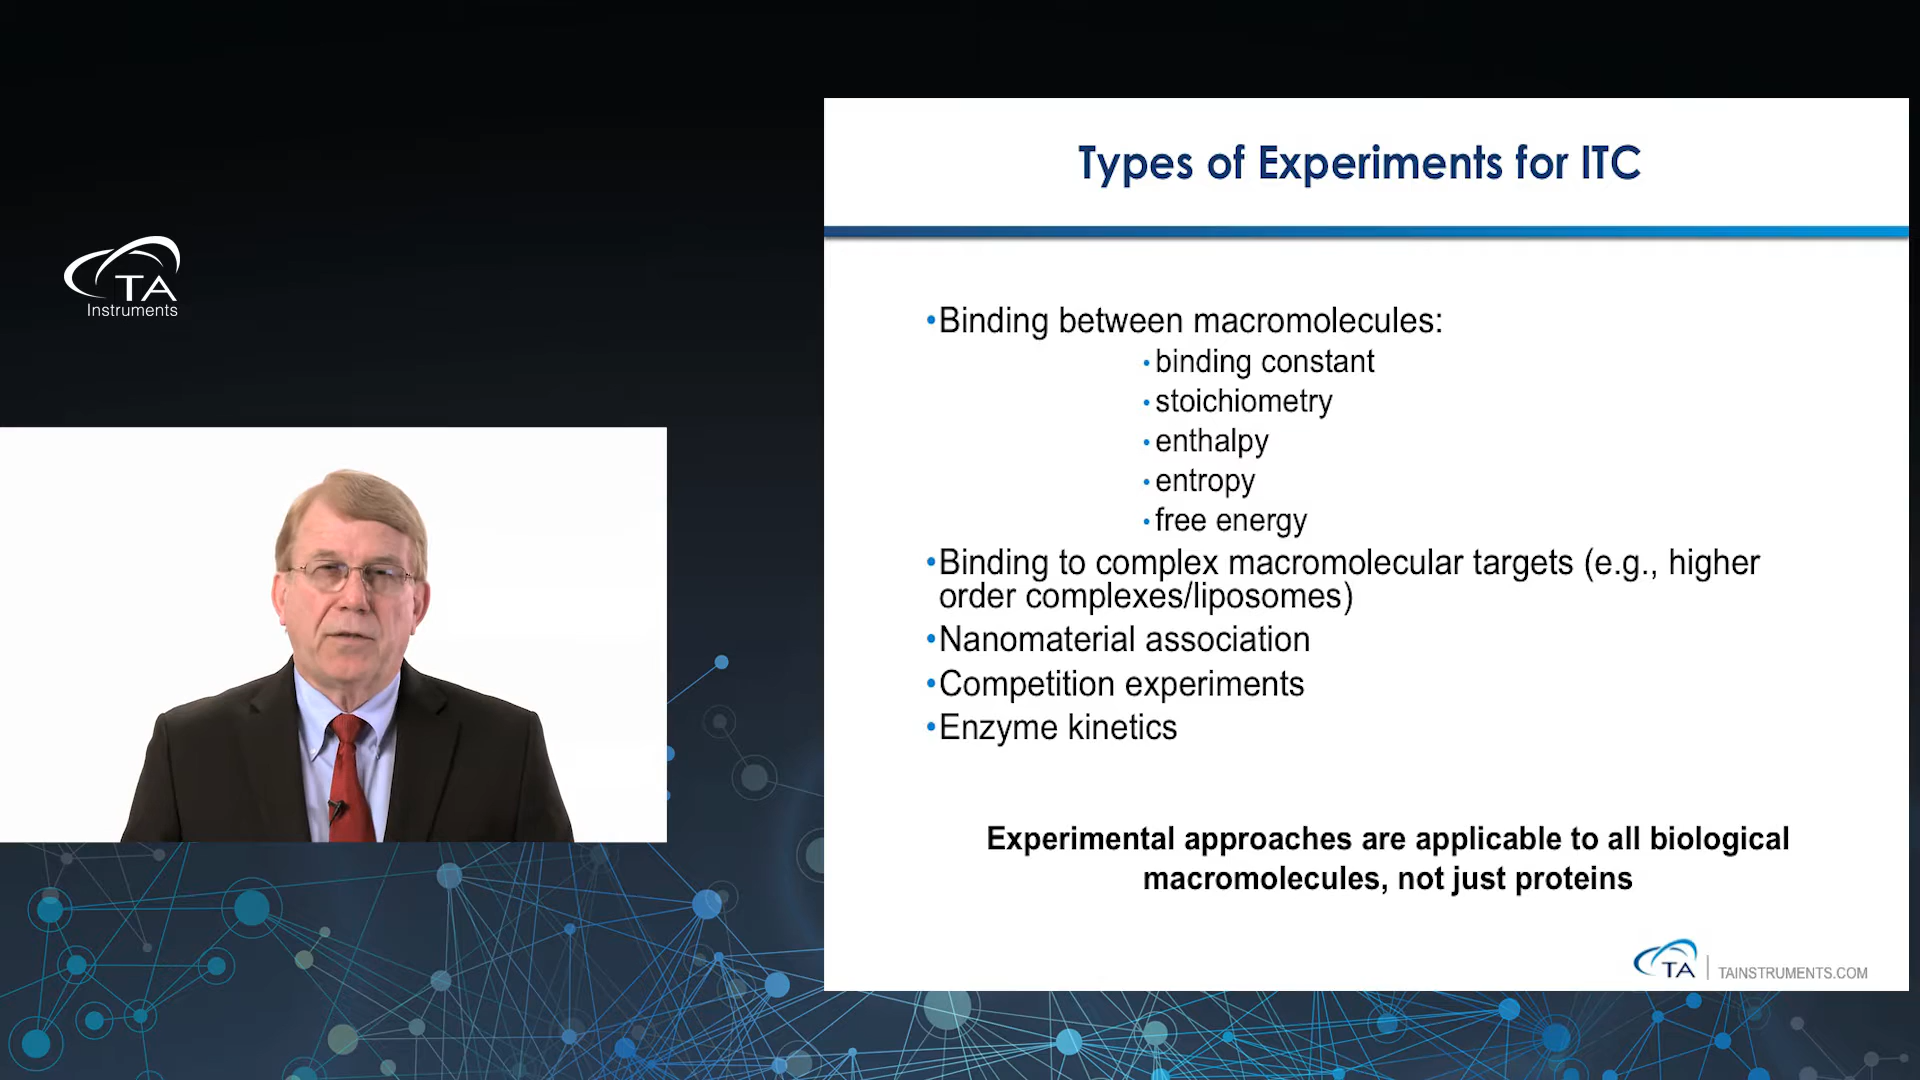 TA
Instruments
Types of Experiments for ITC
•Binding between macromolecules:
•binding constant
•stoichiometry
•enthalpy
•entropy
•free energy
•Binding to complex macromolecular targets (e.g., higher
order complexes/liposomes)
•Nanomaterial association
•Competition experiments
•Enzyme kinetics
Experimental approaches are applicable to all biological
macromolecules, not just proteins
TA | TAINSTRUMENTS.COM